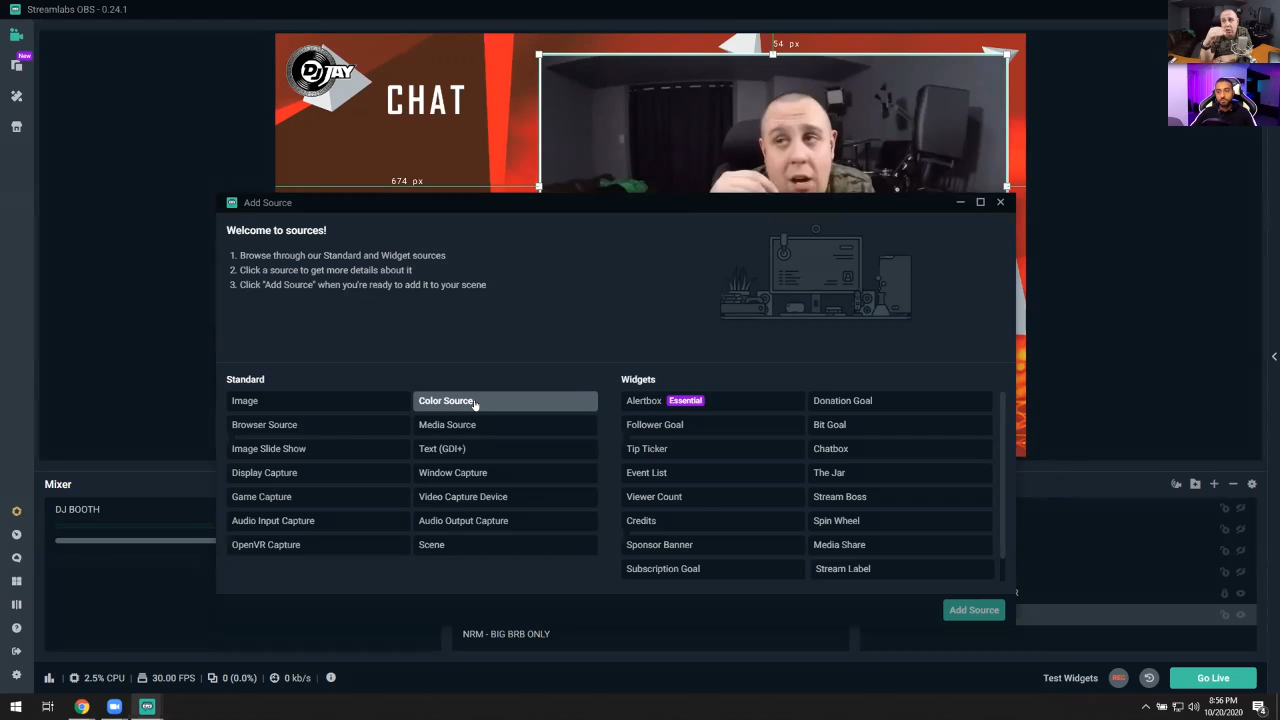 Streamlabs OBS - 0.24.1
New
DJ JAY
CHAT
54 px
674 px
Add Source
Welcome to sources!
1. Browse through our Standard and Widget sources
2. Click a source to get more details about it
3. Click "Add Source" when you're ready to add it to your scene
Standard
Image
Color Source
Browser Source
Media Source
Image Slide Show
Text (GDI+)
Display Capture
Window Capture
Game Capture
Video Capture Device
Audio Input Capture
Audio Output Capture
OpenVR Capture
Scene
Widgets
Alertbox Essential
Donation Goal
Follower Goal
Bit Goal
Tip Ticker
Chatbox
Event List
The Jar
Viewer Count
Stream Boss
Credits
Spin Wheel
Sponsor Banner
Media Share
Subscription Goal
Stream Label
Add Source
Mixer
DJ BOOTH
NRM - BIG BRB ONLY
2.5% CPU
30.00 FPS
0 (0.0%)
0 kb/s
Test Widgets
REC
Go Live
8:56 PM
10/20/2020
4